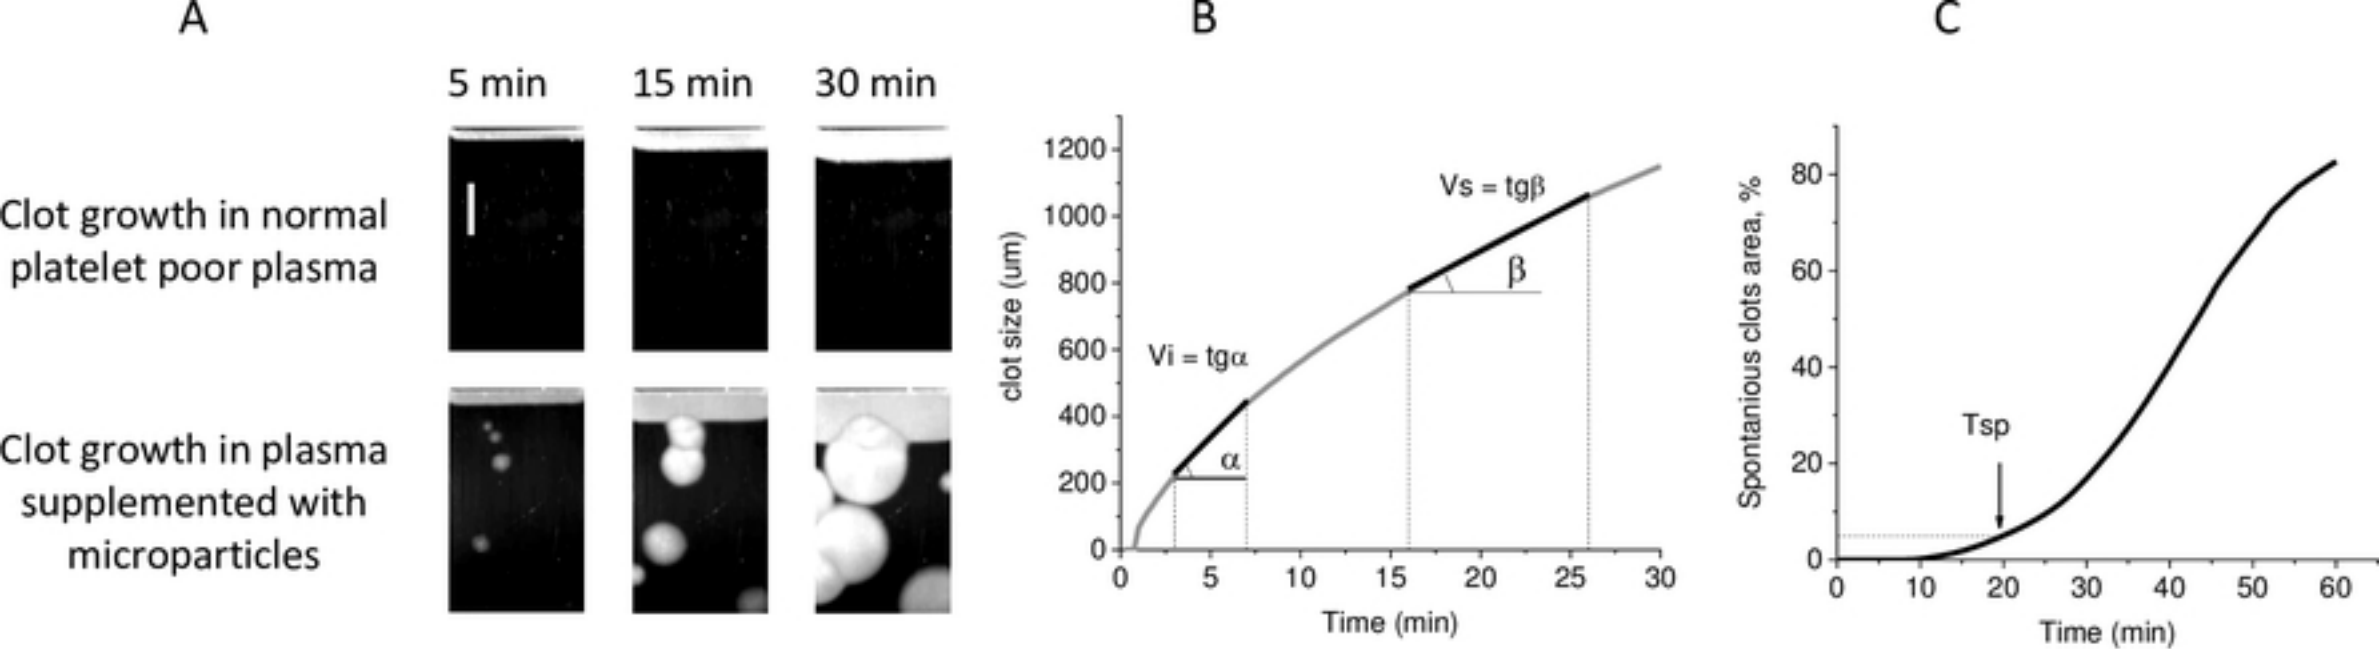 A
5 min
15 min
30 min
Clot growth in normal
platelet poor plasma
Clot growth in plasma
supplemented with
microparticles
B
clot size (um)
1200
1000
800
600
400
200
0
Vs = tgβ
β
Vi = tgα
α
0 5 10 15 20 25 30
Time (min)
C
Spontanious clots area, %
80
60
40
20
0
Tsp
0 10 20 30 40 50 60
Time (min)